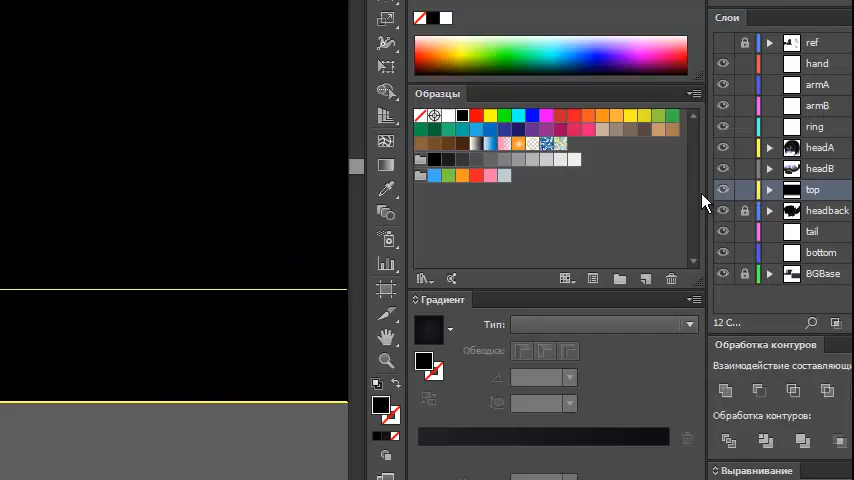 Слои
ref
hand
armA
armB
ring
headA
headB
top
headback
tail
bottom
BGBase
12 С...
Образцы
Градиент
Тип:
Обводка:
Обработка контуров
Взаимодействие составляющи
Обработка контуров:
Выравнивание